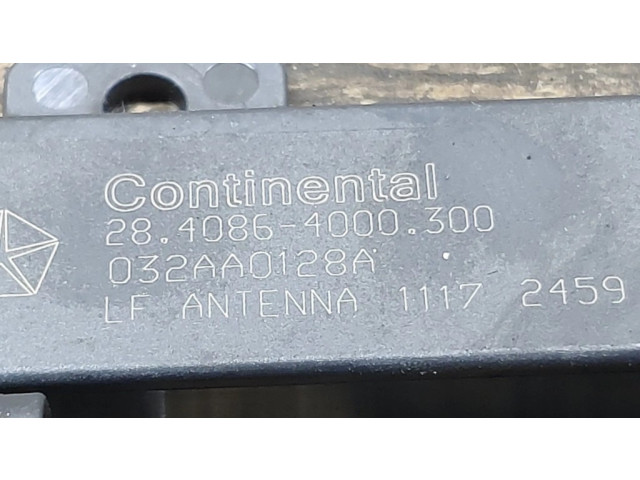 Continental
28.4086-4000.300
032AA0128A
LF ANTENNA 1117 2459